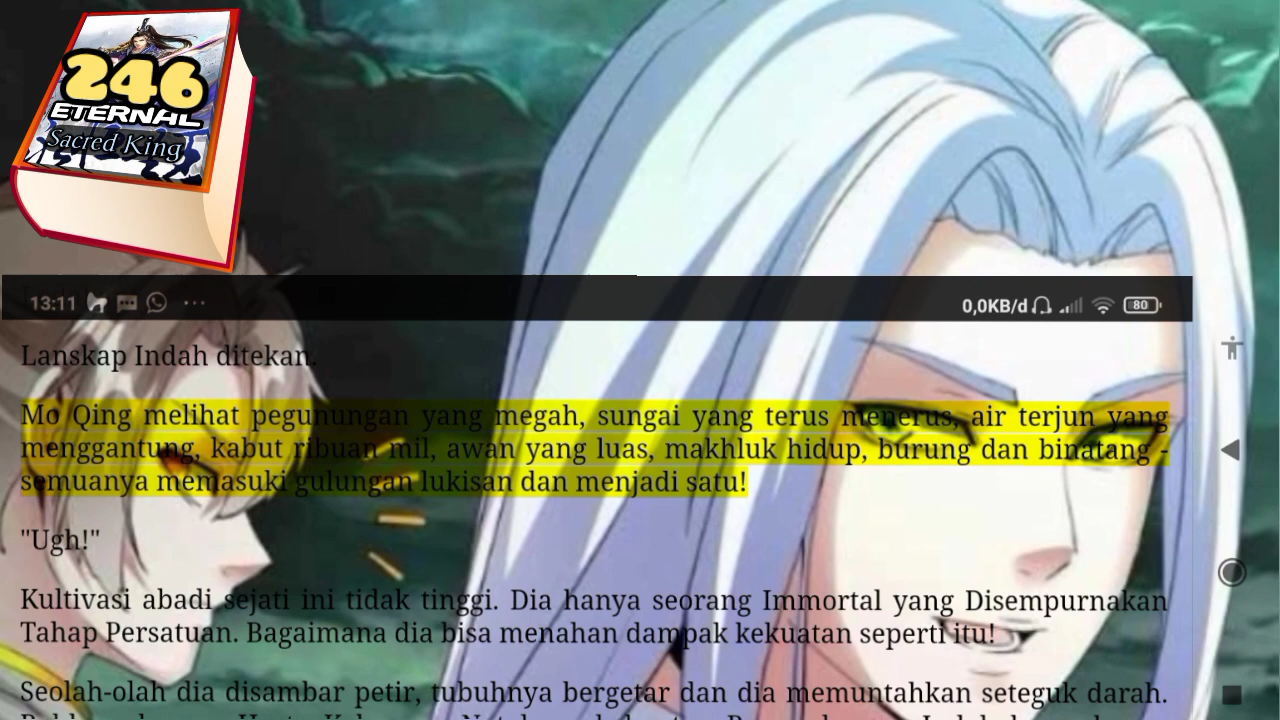 246
ETERNAL
Sacred King
13:11
0,0KB/d
80
Lanskap Indah ditekan.
Mo Qing melihat pegunungan yang megah, sungai yang terus menerus, air terjun yang
menggantung, kabut ribuan mil, awan yang luas, makhluk hidup, burung dan binatang -
semuanya memasuki gulungan lukisan dan menjadi satu!
"Ugh!"
Kultivasi abadi sejati ini tidak tinggi. Dia hanya seorang Immortal yang Disempurnakan
Tahap Persatuan. Bagaimana dia bisa menahan dampak kekuatan seperti itu!
Seolah-olah dia disambar petir, tubuhnya bergetar dan dia memuntahkan seteguk darah.